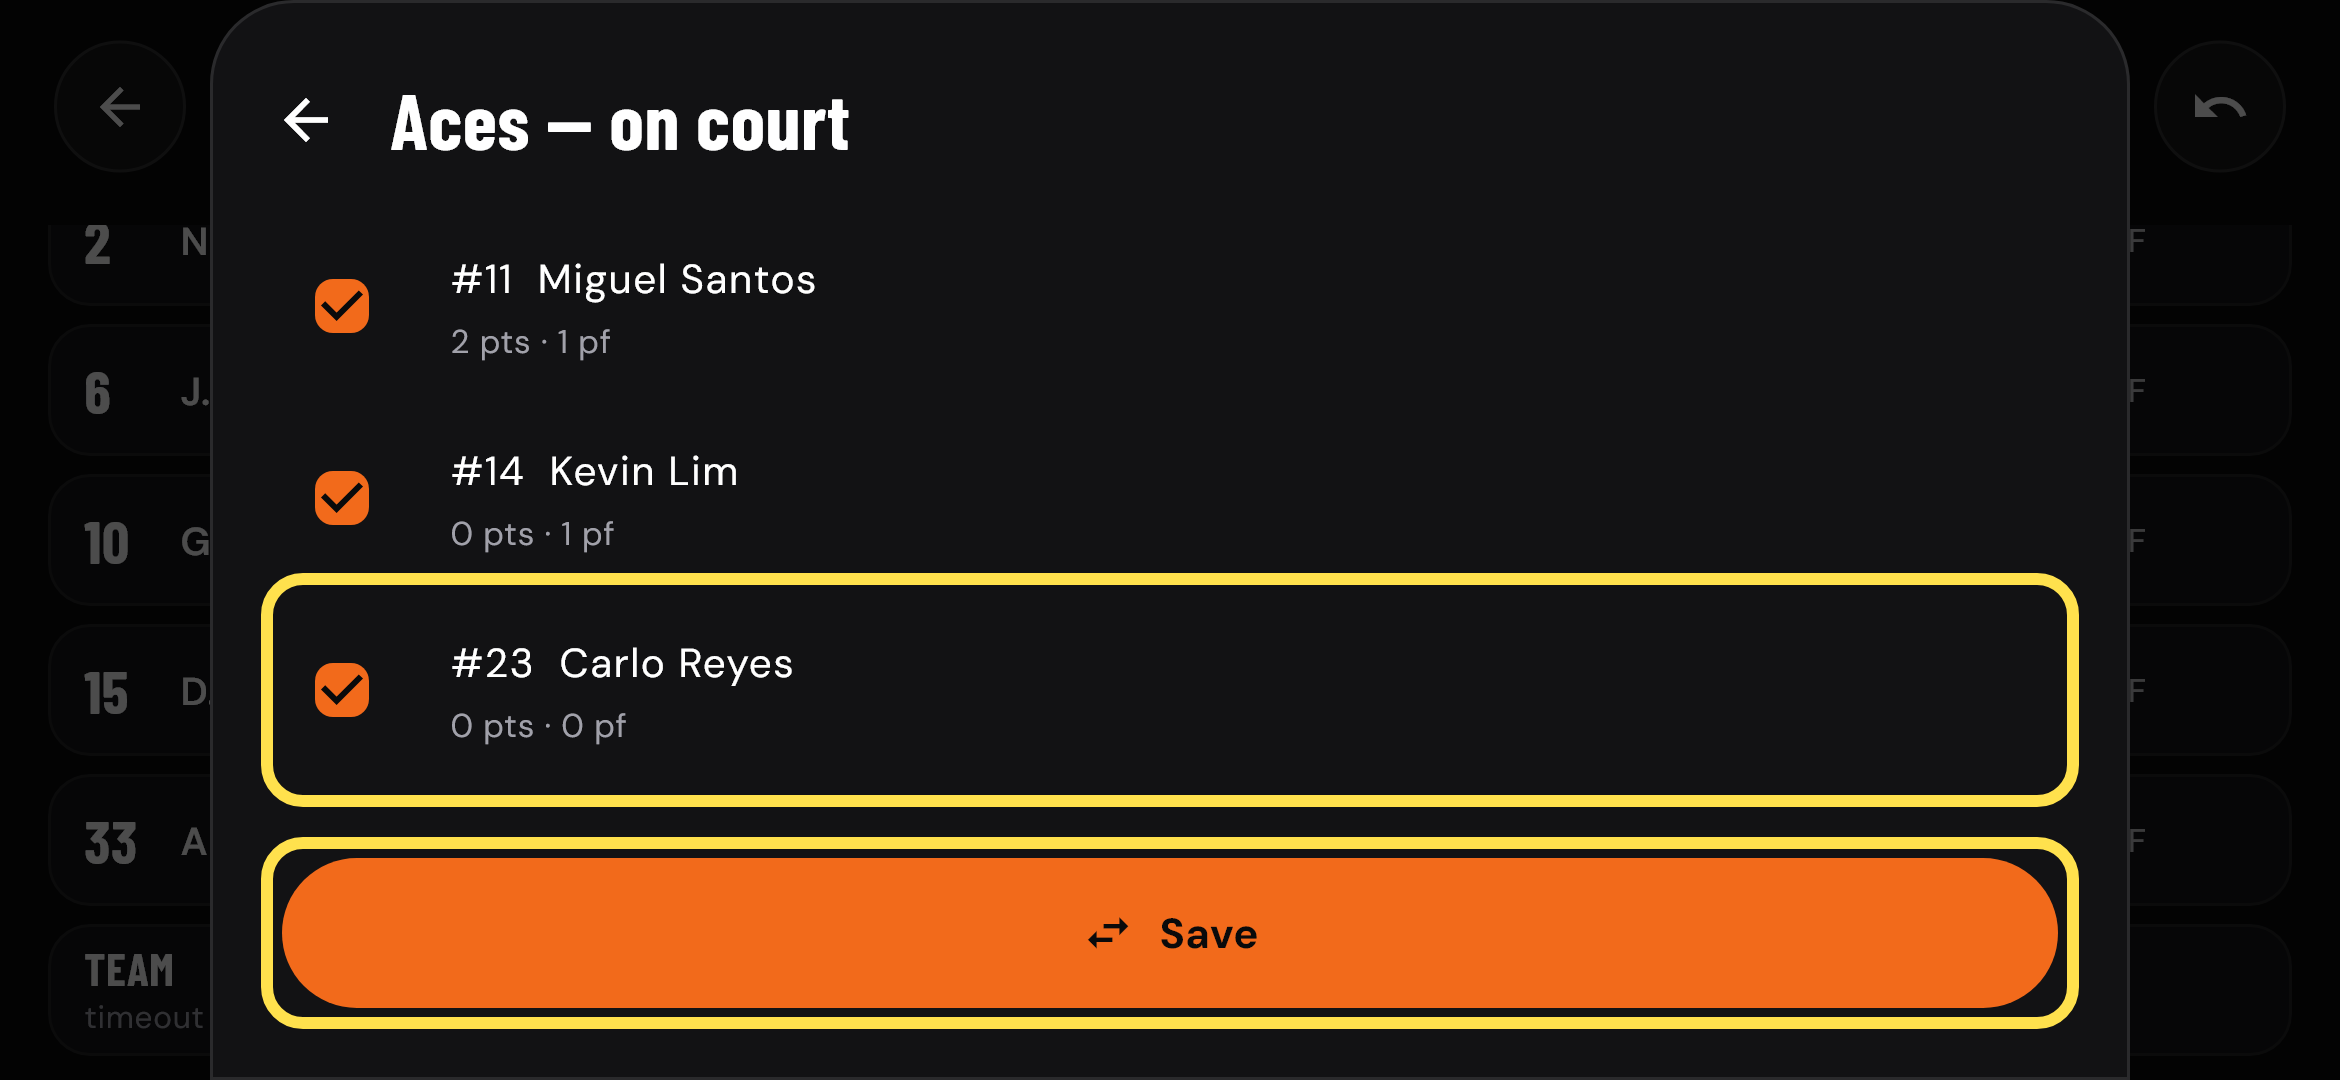 Aces — on court
2 N
#11 Miguel Santos
F
2 pts · 1 pf
6 J.
F
#14 Kevin Lim
0 pts · 1 pf
10 G
F
#23 Carlo Reyes
15 D.
F
0 pts · 0 pf
33 A
F
Save
TEAM
timeout